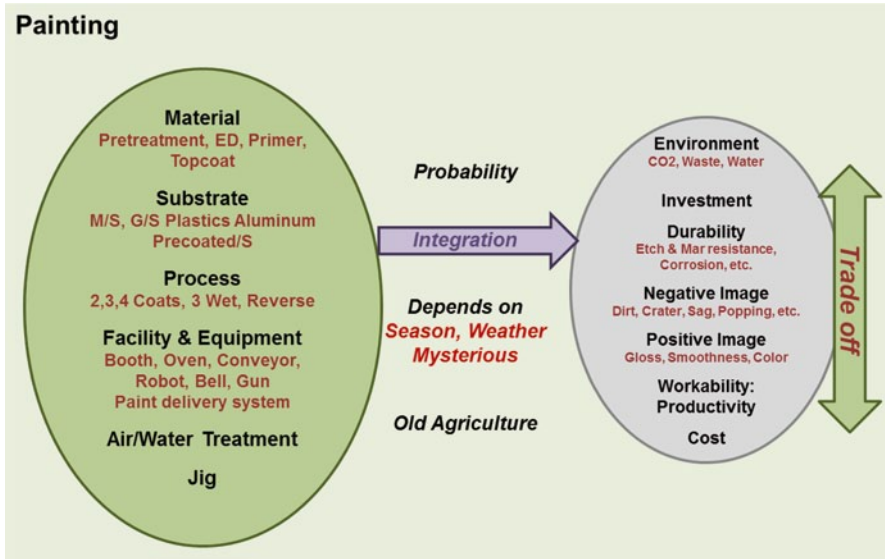 Painting
Material
Pretreatment, ED, Primer,
Topcoat
Substrate
M/S, G/S Plastics Aluminum
Precoated/S
Process
2,3,4 Coats, 3 Wet, Reverse
Facility & Equipment
Booth, Oven, Conveyor,
Robot, Bell, Gun
Paint delivery system
Air/Water Treatment
Jig
Probability
Integration
Depends on
Season, Weather
Mysterious
Old Agriculture
Environment
CO2, Waste, Water
Investment
Durability
Etch & Mar resistance,
Corrosion, etc.
Negative Image
Dirt, Crater, Sag, Popping, etc.
Positive Image
Gloss, Smoothness, Color
Workability:
Productivity
Cost
Trade off